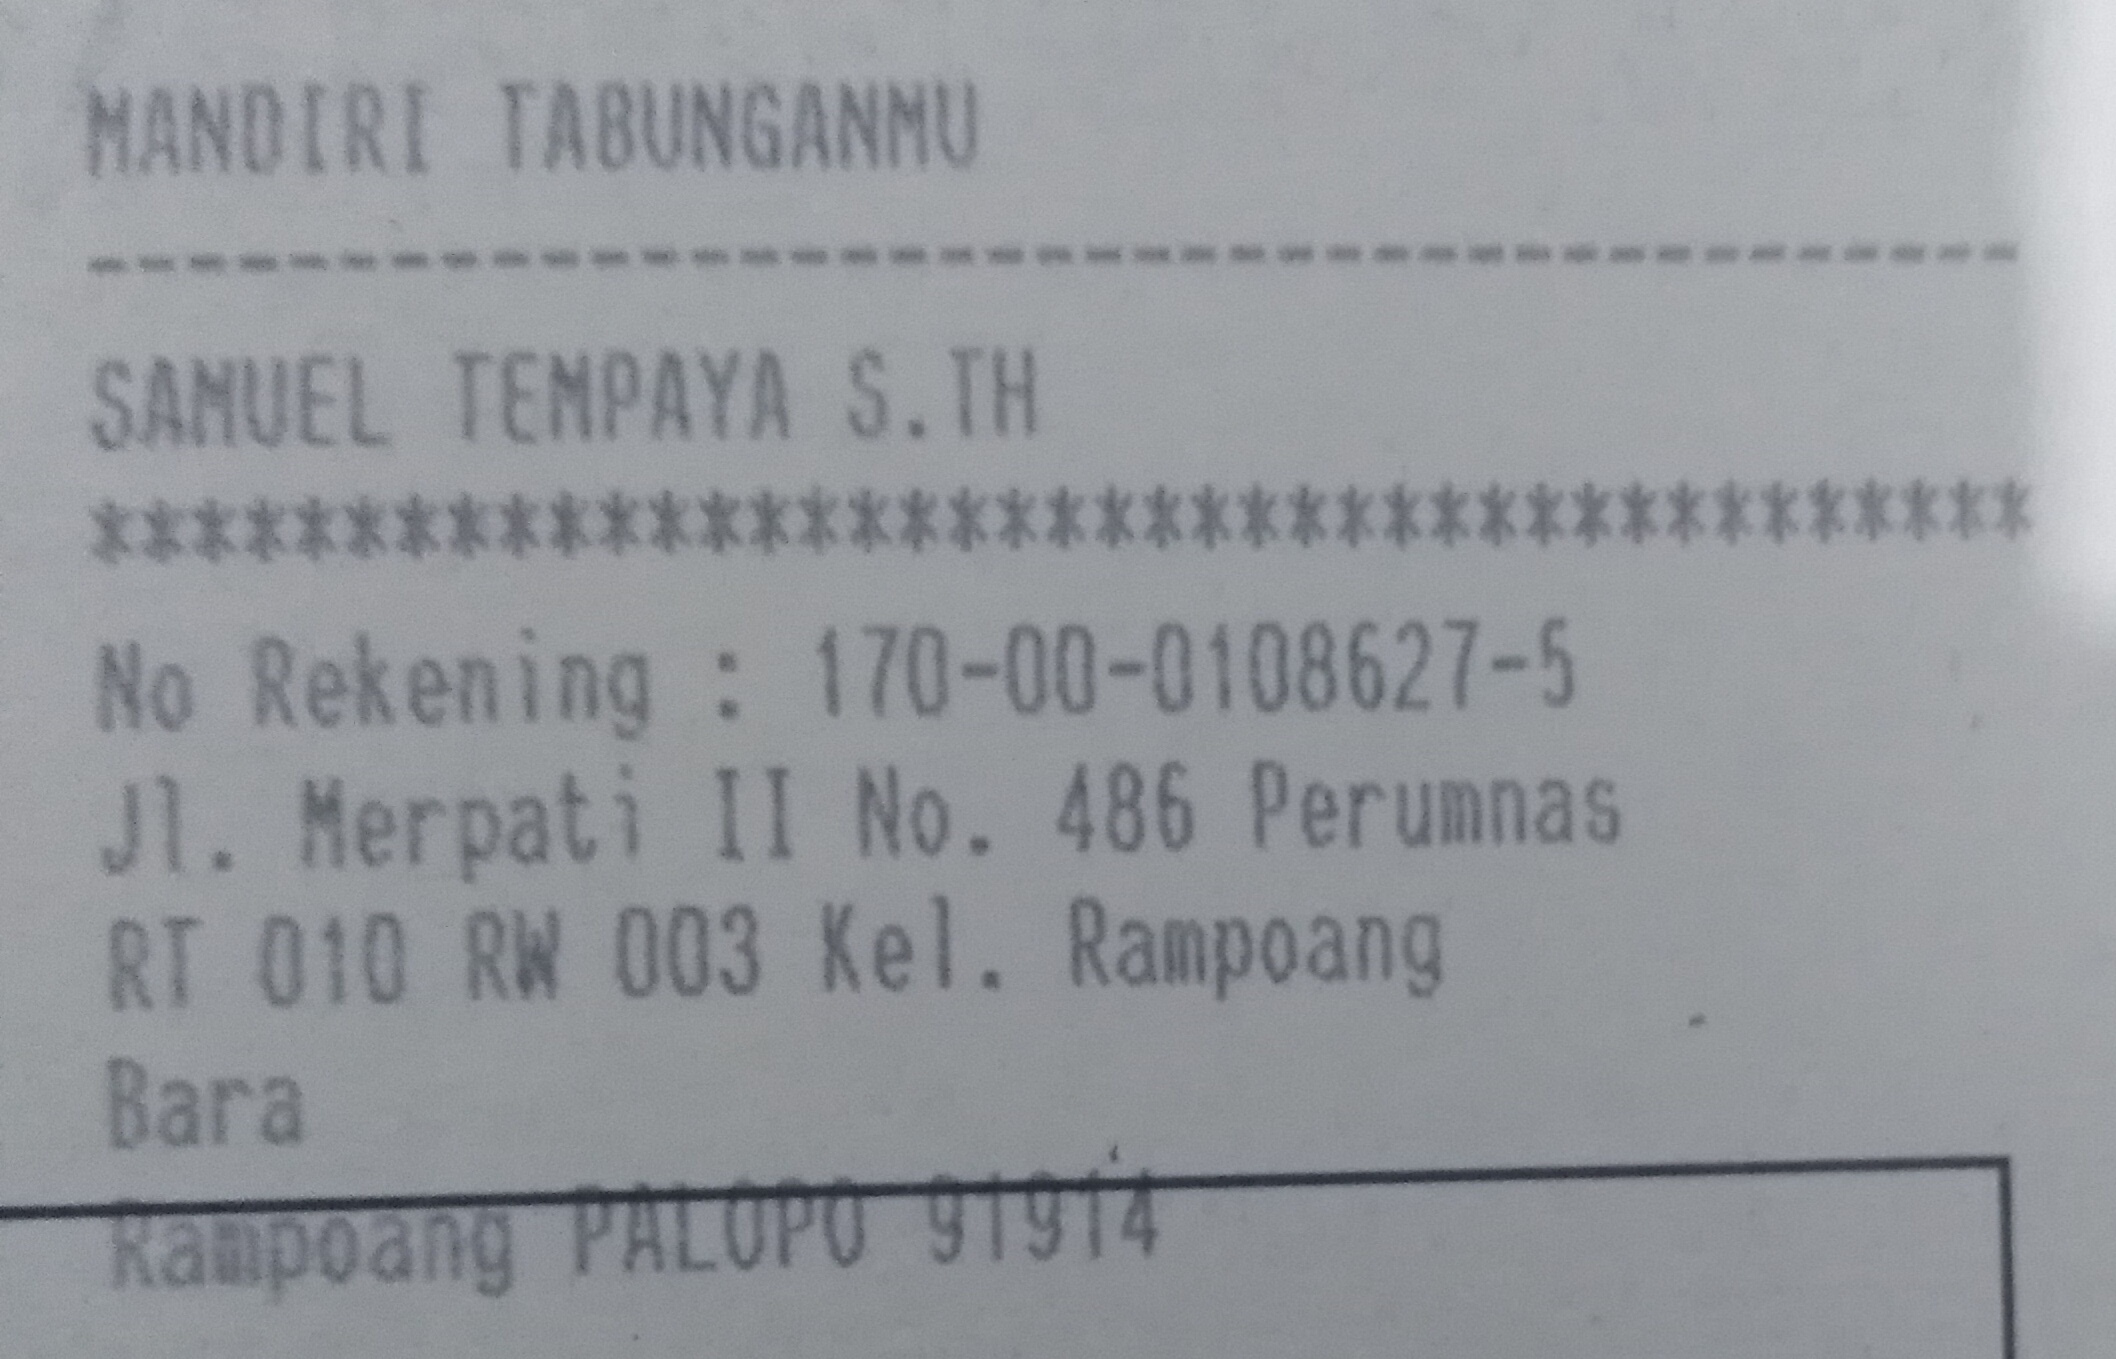 MANDIRI TABUNGANMU
---------------------------------------
SAMUEL TEMPAYA S.TH
***************************************
No Rekening : 170-00-0108627-5
Jl. Merpati II No. 486 Perumnas
RT 010 RW 003 Kel. Rampoang
Bara
Rampoang PALOPO 91914